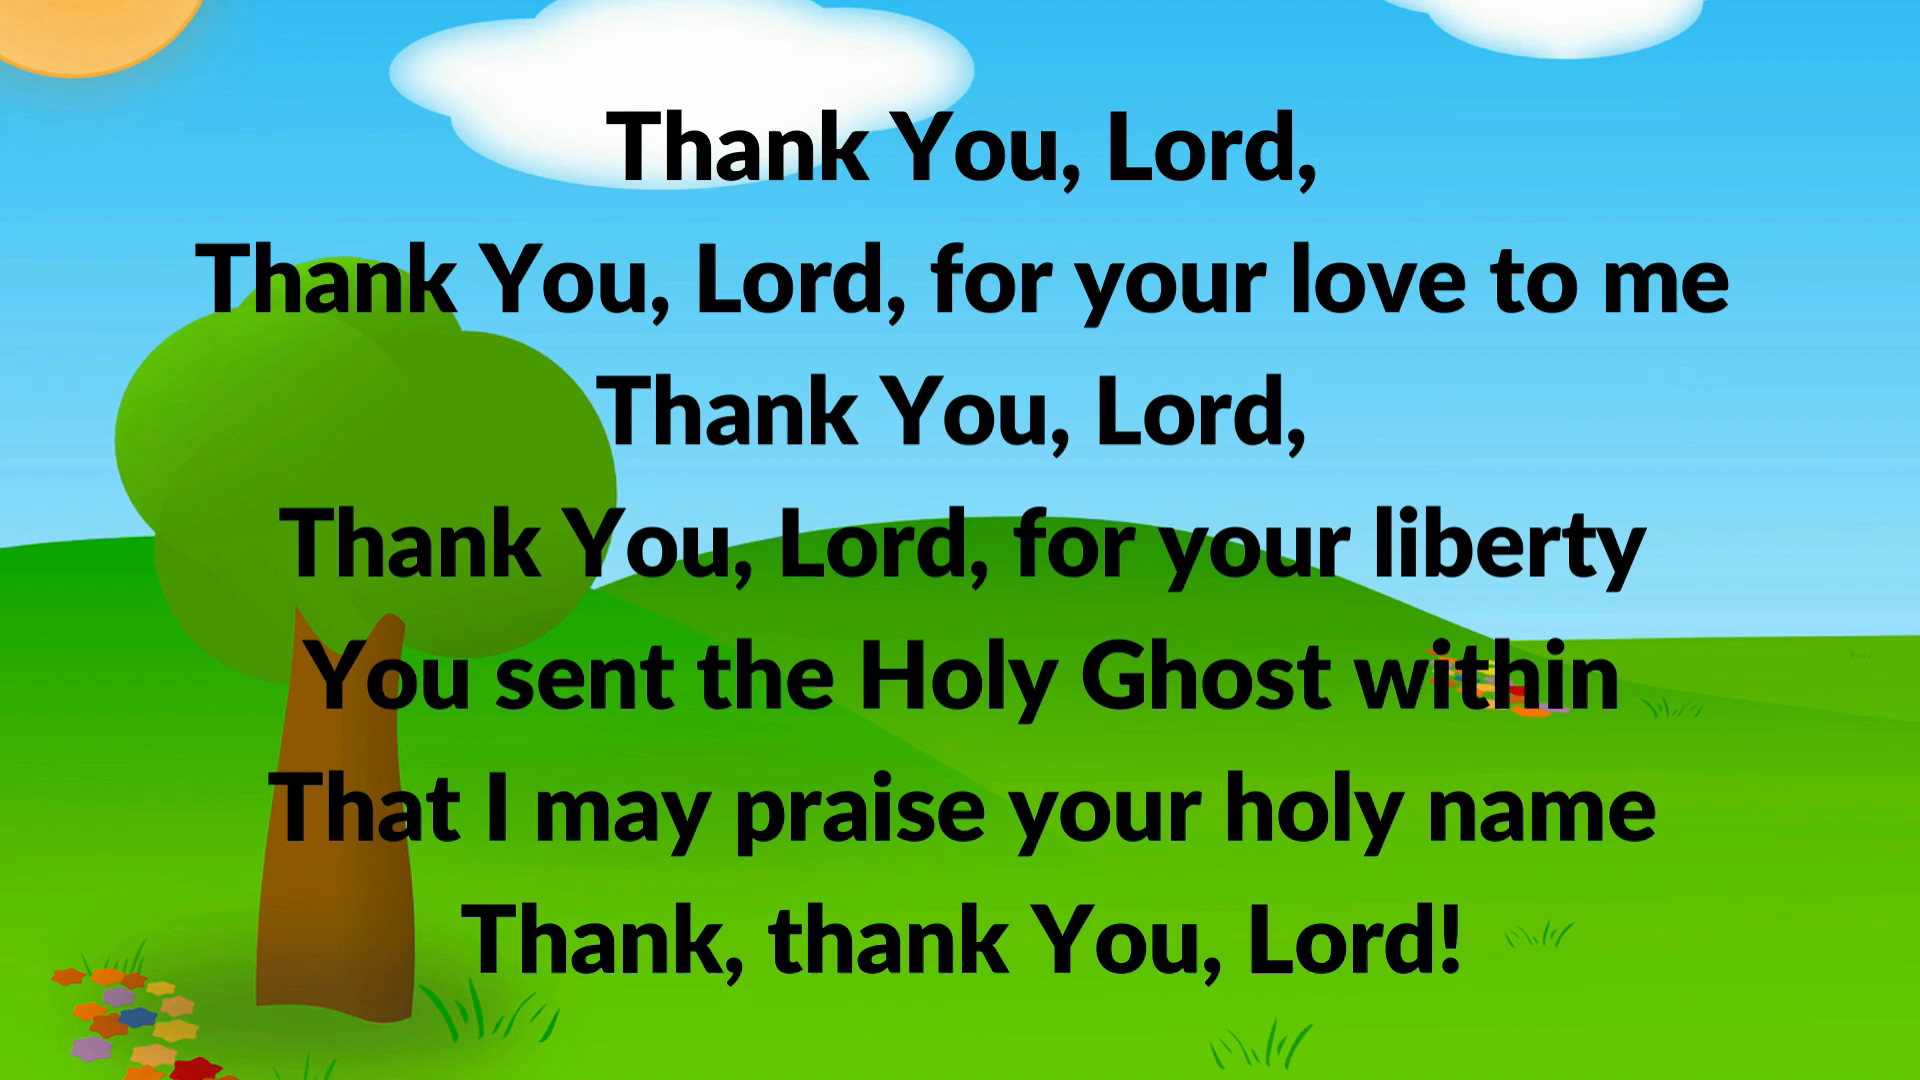 Thank You, Lord,
Thank You, Lord, for your love to me
Thank You, Lord,
Thank You, Lord, for your liberty
You sent the Holy Ghost within
That I may praise your holy name
Thank, thank You, Lord!